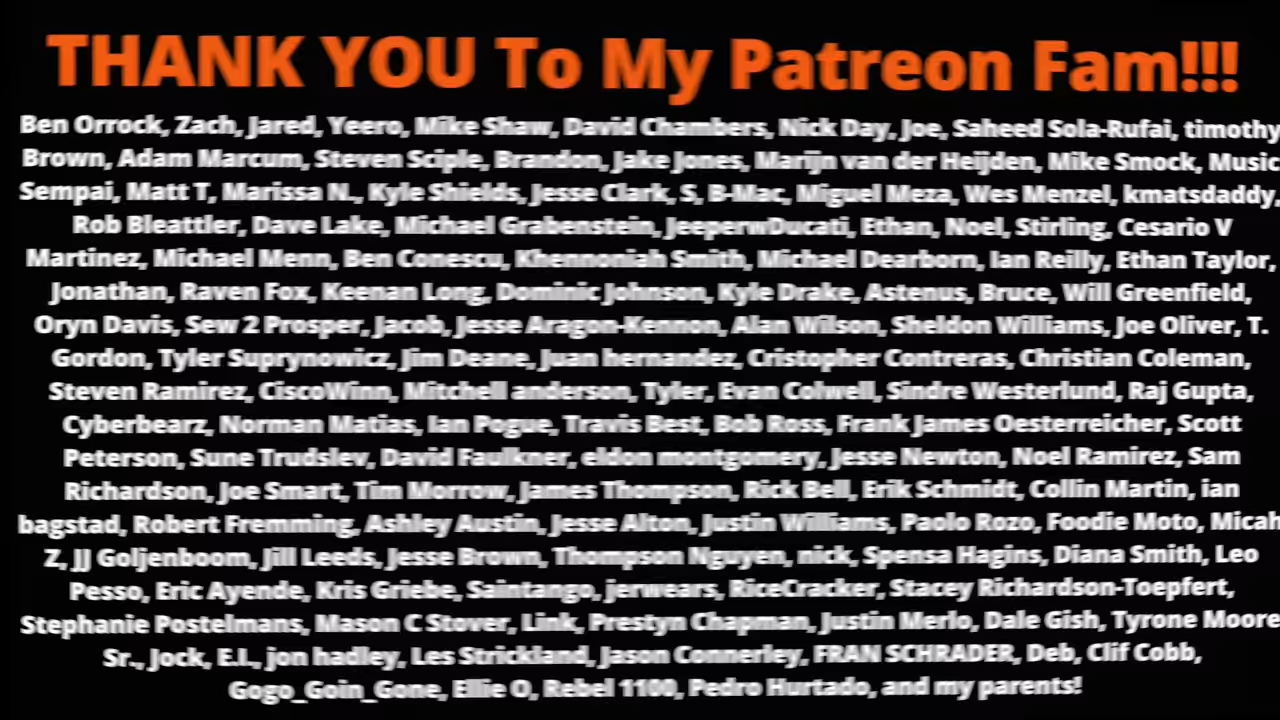 THANK YOU To My Patreon Fam!!!
Ben Orrock, Zach, Jared, Yeero, Mike Shaw, David Chambers, Nick Day, Joe, Saheed Sola-Rufai, timothy
Brown, Adam Marcum, Steven Sciple, Brandon, Jake Jones, Marijn van der Heijden, Mike Smock, Music
Sempai, Matt T, Marissa N., Kyle Shields, Jesse Clark, S, B-Mac, Miguel Meza, Wes Menzel, kmatsdaddy,
Rob Bleattler, Dave Lake, Michael Grabenstein, JeeperwDucati, Ethan, Noel, Stirling, Cesario V
Martinez, Michael Menn, Ben Conescu, Khennoniah Smith, Michael Dearborn, Ian Reilly, Ethan Taylor,
Jonathan, Raven Fox, Keenan Long, Dominic Johnson, Kyle Drake, Astenus, Bruce, Will Greenfield,
Oryn Davis, Sew 2 Prosper, Jacob, Jesse Aragon-Kennon, Alan Wilson, Sheldon Williams, Joe Oliver, T.
Gordon, Tyler Suprynowicz, Jim Deane, Juan hernandez, Cristopher Contreras, Christian Coleman,
Steven Ramirez, CiscoWinn, Mitchell anderson, Tyler, Evan Colwell, Sindre Westerlund, Raj Gupta,
Cyberbearz, Norman Matias, Ian Pogue, Travis Best, Bob Ross, Frank James Oesterreicher, Scott
Peterson, Sune Trudslev, David Faulkner, eldon montgomery, Jesse Newton, Noel Ramirez, Sam
Richardson, Joe Smart, Tim Morrow, James Thompson, Rick Bell, Erik Schmidt, Collin Martin, ian
bagstad, Robert Fremming, Ashley Austin, Jesse Alton, Justin Williams, Paolo Rozo, Foodie Moto, Micah
Z, JJ Goljenboom, Jill Leeds, Jesse Brown, Thompson Nguyen, nick, Spensa Hagins, Diana Smith, Leo
Pesso, Eric Ayende, Kris Griebe, Saintango, jerwears, RiceCracker, Stacey Richardson-Toepfert,
Stephanie Postelmans, Mason C Stover, Link, Prestyn Chapman, Justin Merlo, Dale Gish, Tyrone Moore
Sr., Jock, E.I., jon hadley, Les Strickland, Jason Connerley, FRAN SCHRADER, Deb, Clif Cobb,
Gogo_Goin_Gone, Ellie O, Rebel 1100, Pedro Hurtado, and my parents!